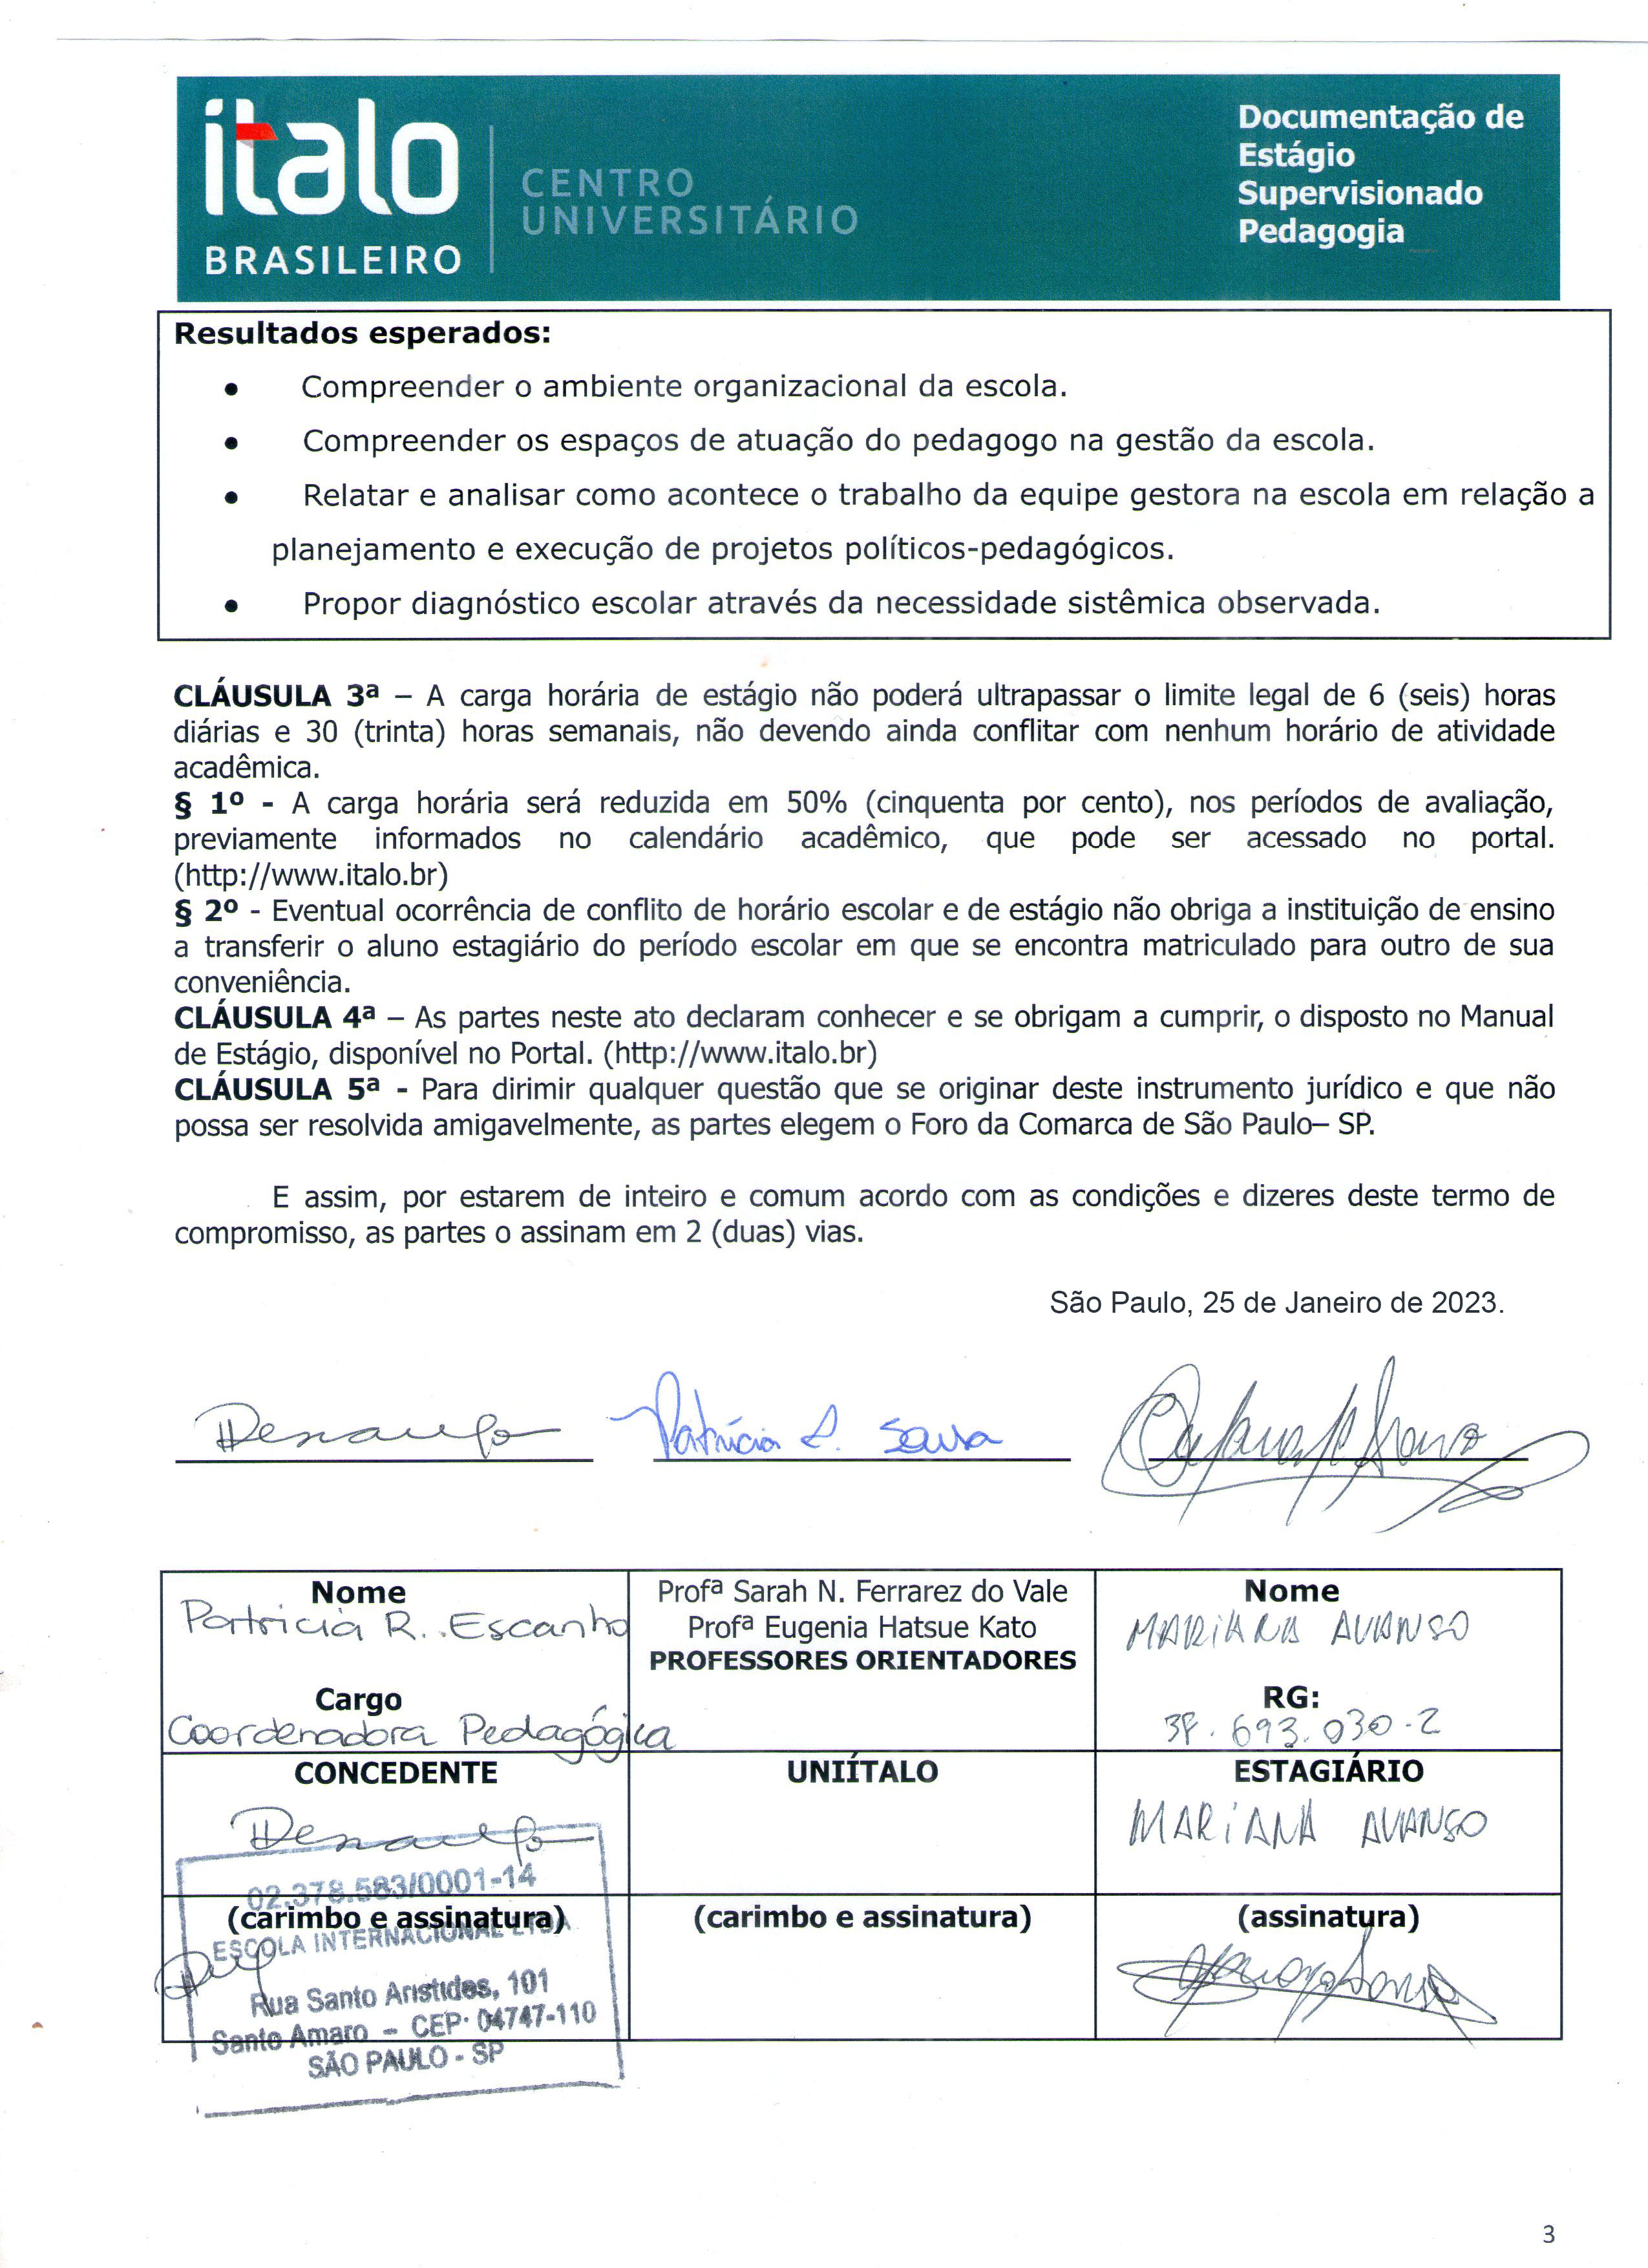 ítalo
BRASILEIRO
CENTRO
UNIVERSITÁRIO
Documentação de
Estágio
Supervisionado
Pedagogia
Resultados esperados:
• Compreender o ambiente organizacional da escola.
• Compreender os espaços de atuação do pedagogo na gestão da escola.
• Relatar e analisar como acontece o trabalho da equipe gestora na escola em relação a
planejamento e execução de projetos políticos-pedagógicos.
• Propor diagnóstico escolar através da necessidade sistêmica observada.
CLÁUSULA 3ª – A carga horária de estágio não poderá ultrapassar o limite legal de 6 (seis) horas
diárias e 30 (trinta) horas semanais, não devendo ainda conflitar com nenhum horário de atividade
acadêmica.
§ 1º - A carga horária será reduzida em 50% (cinquenta por cento), nos períodos de avaliação,
previamente informados no calendário acadêmico, que pode ser acessado no portal.
(http://www.italo.br)
§ 2º - Eventual ocorrência de conflito de horário escolar e de estágio não obriga a instituição de ensino
a transferir o aluno estagiário do período escolar em que se encontra matriculado para outro de sua
conveniência.
CLÁUSULA 4ª – As partes neste ato declaram conhecer e se obrigam a cumprir, o disposto no Manual
de Estágio, disponível no Portal. (http://www.italo.br)
CLÁUSULA 5ª - Para dirimir qualquer questão que se originar deste instrumento jurídico e que não
possa ser resolvida amigavelmente, as partes elegem o Foro da Comarca de São Paulo– SP.
E assim, por estarem de inteiro e comum acordo com as condições e dizeres deste termo de
compromisso, as partes o assinam em 2 (duas) vias.
São Paulo, 25 de Janeiro de 2023.
Patrícia L. Sousa
Nome
Patricia R. Escanho
Cargo
Coordenadora Pedagógica
Profª Sarah N. Ferrarez do Vale
Profª Eugenia Hatsue Kato
PROFESSORES ORIENTADORES
Nome
MARIANA AVANSO
RG:
693.030-2
CONCEDENTE
UNIÍTALO
ESTAGIÁRIO
MARIANA AVANSO
02.378.583/0001-14
(carimbo e assinatura)
ESCOLA INTERNACIONAL LTDA
Rua Santo Aristides, 101
Santo Amaro – CEP: 04747-110
SÃO PAULO - SP
(carimbo e assinatura)
(assinatura)
3